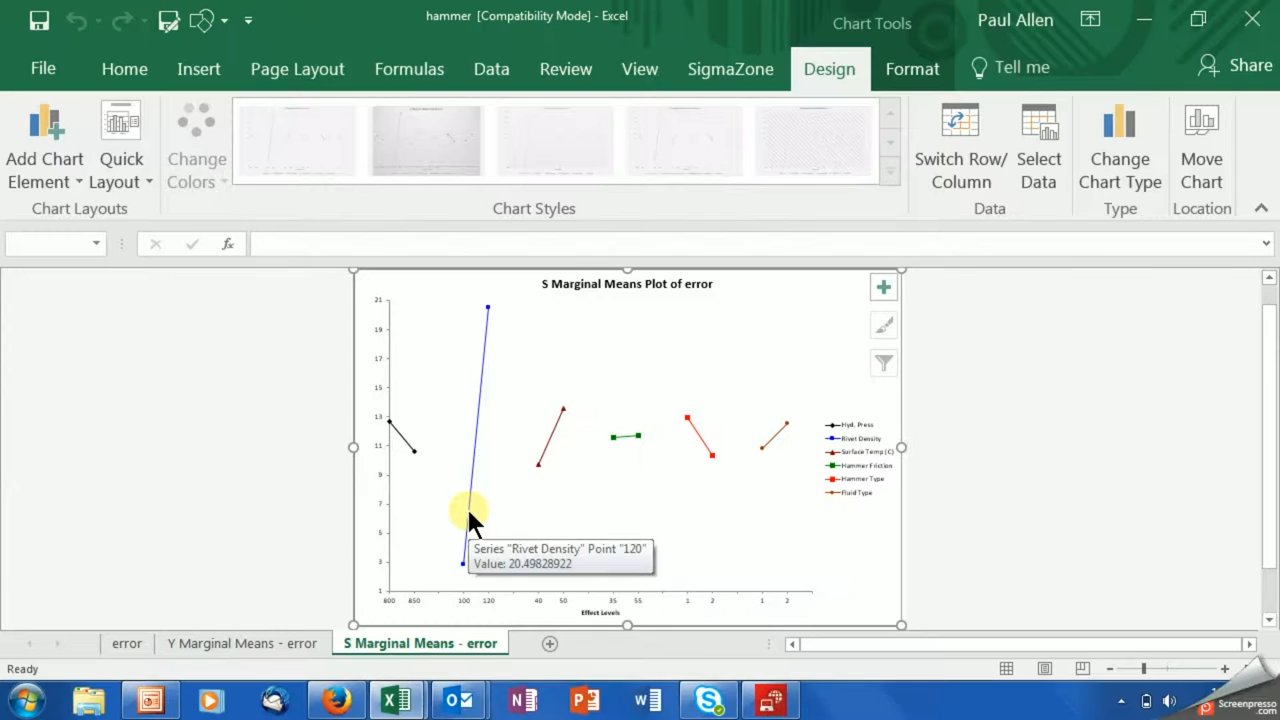 hammer [Compatibility Mode] - Excel
Chart Tools
Paul Allen
File
Home
Insert
Page Layout
Formulas
Data
Review
View
SigmaZone
Design
Format
Tell me
Share
Add Chart
Element
Quick
Layout
Change
Colors
Switch Row/
Column
Select
Data
Change
Chart Type
Move
Chart
Chart Layouts
Chart Styles
Data
Type
Location
fx
S Marginal Means Plot of error
21
19
17
15
13
11
9
7
5
3
1
Hyd. Press
Rivet Density
Surface Temp (C)
Hammer Friction
Hammer Type
Fluid Type
Series "Rivet Density" Point "120"
Value: 20.49828922
800 850 100 120 40 50 35 55 1 2 1 2
Effect Levels
error
Y Marginal Means - error
S Marginal Means - error
Ready
Screenpresso
.com